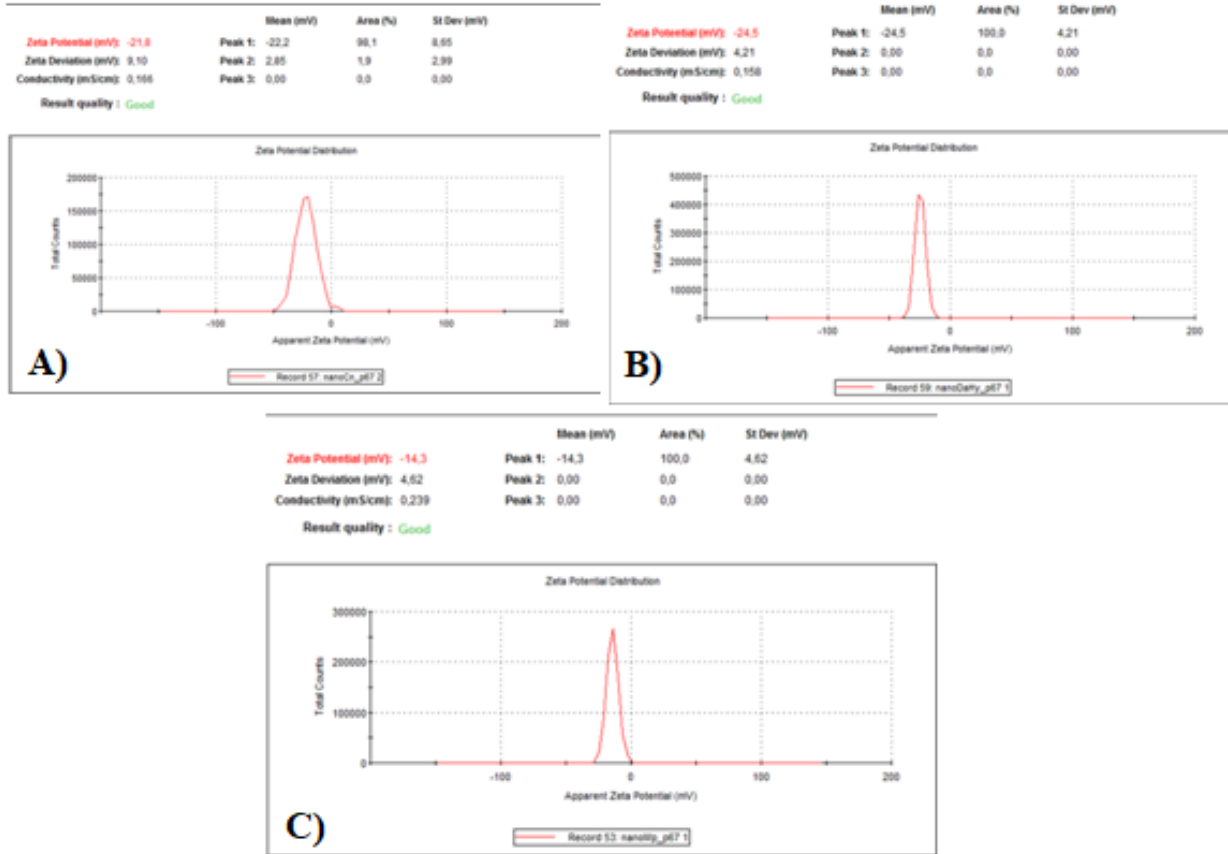 Mean (mV) Area (%) St Dev (mV)
Zeta Potential (mV): -21,8 Peak 1: -22,2 98,1 8,65
Zeta Deviation (mV): 9,10 Peak 2: 2,85 1,9 2,99
Conductivity (mS/cm): 0,166 Peak 3: 0,00 0,0 0,00
Result quality : Good
Zeta Potential Distribution
200000
150000
100000
50000
0
Total Counts
-100 0 100 200
Apparent Zeta Potential (mV)
A)
Record 57: nanoCn_p67 2
Mean (mV) Area (%) St Dev (mV)
Zeta Potential (mV): -24,5 Peak 1: -24,5 100,0 4,21
Zeta Deviation (mV): 4,21 Peak 2: 0,00 0,0 0,00
Conductivity (mS/cm): 0,158 Peak 3: 0,00 0,0 0,00
Result quality : Good
Zeta Potential Distribution
500000
400000
300000
200000
100000
0
Total Counts
-100 0 100 200
Apparent Zeta Potential (mV)
B)
Record 59: 1
Mean (mV) Area (%) St Dev (mV)
Zeta Potential (mV): -14,3 Peak 1: -14,3 100,0 4,62
Zeta Deviation (mV): 4,62 Peak 2: 0,00 0,0 0,00
Conductivity (mS/cm): 0,239 Peak 3: 0,00 0,0 0,00
Result quality : Good
Zeta Potential Distribution
300000
200000
100000
0
Total Counts
-100 0 100 200
Apparent Zeta Potential (mV)
C)
Record 53: 1